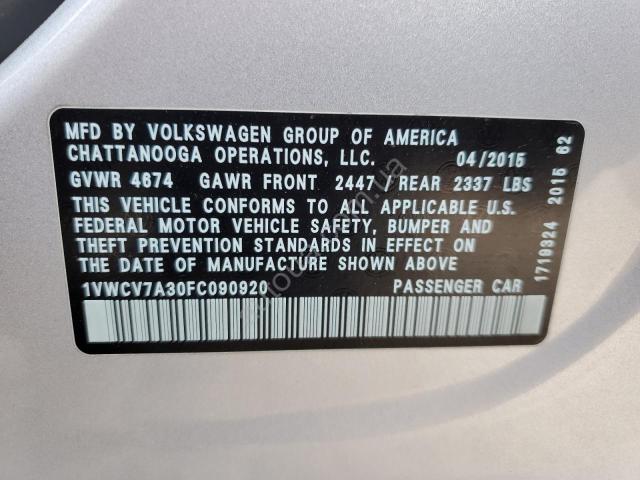 MFD BY VOLKSWAGEN GROUP OF AMERICA
CHATTANOOGA OPERATIONS, LLC. 04/2015
GVWR 4674 GAWR FRONT 2447 REAR 2337 LBS
THIS VEHICLE CONFORMS TO ALL APPLICABLE U.S.
FEDERAL MOTOR VEHICLE SAFETY, BUMPER AND
THEFT PREVENTION STANDARDS IN EFFECT ON
THE DATE OF MANUFACTURE SHOWN ABOVE
1VWCV7A30FC090920 PASSENGER CAR
1719324 2015 62